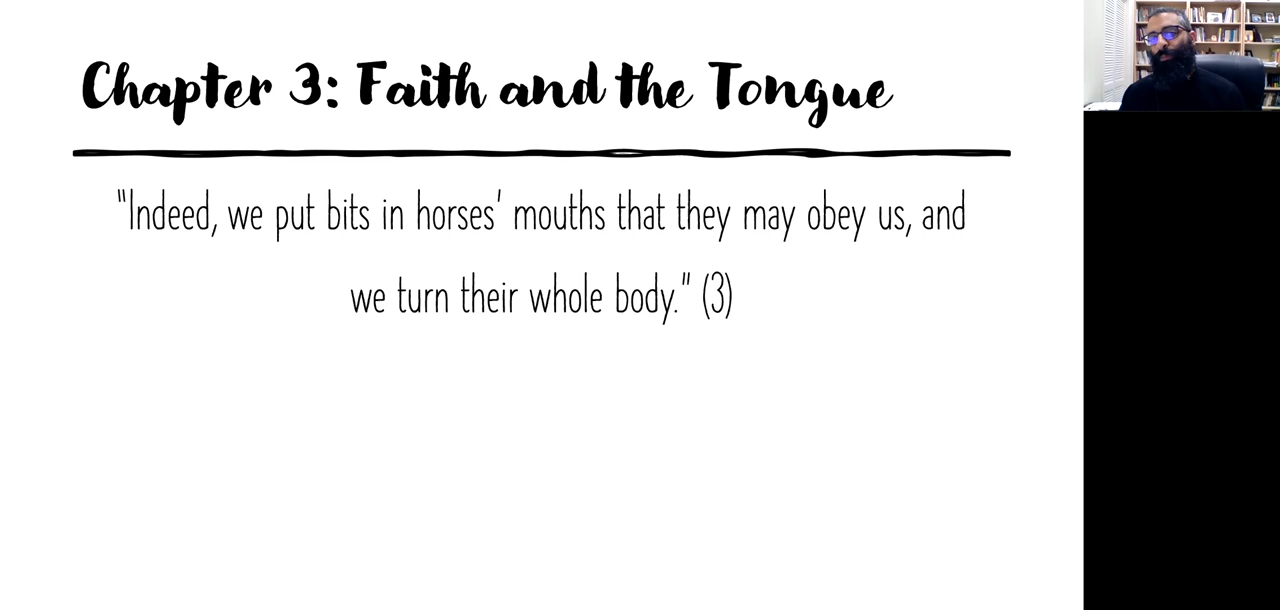 Chapter 3: Faith and the Tongue
"Indeed, we put bits in horses' mouths that they may obey us, and
we turn their whole body." (3)